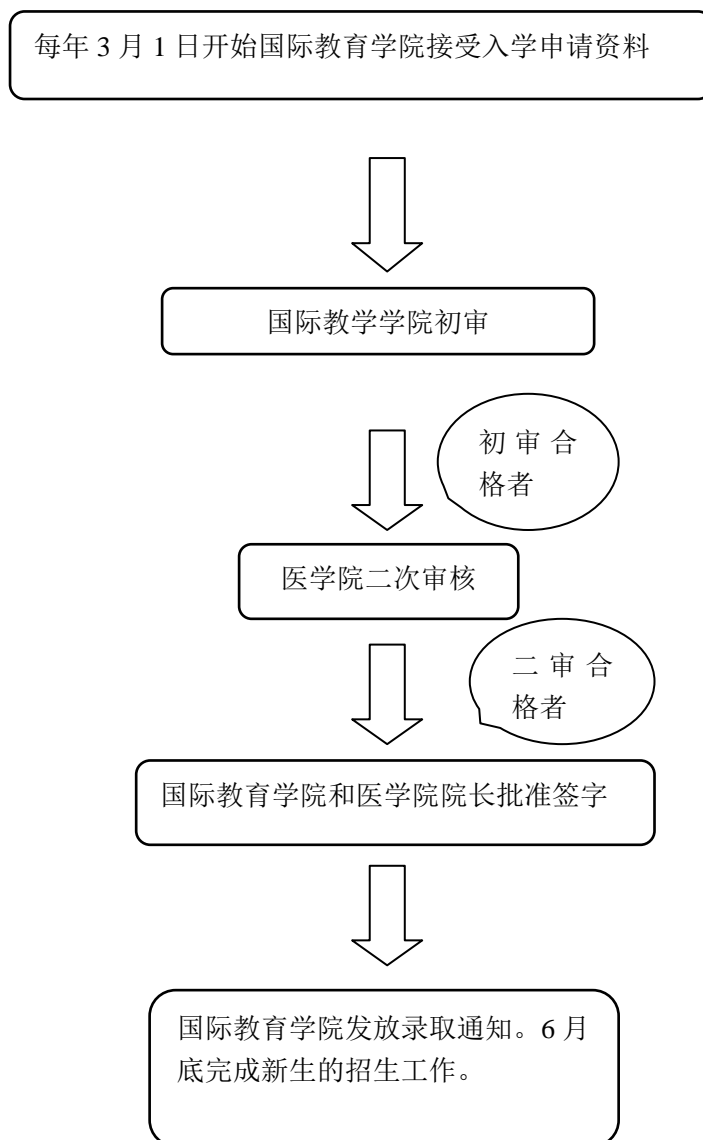 每年 3 月 1 日开始国际教育学院接受入学申请资料
国际教学学院初审
初 审 合
格者
医学院二次审核
二 审 合
格者
国际教育学院和医学院院长批准签字
国际教育学院发放录取通知。6 月
底完成新生的招生工作。